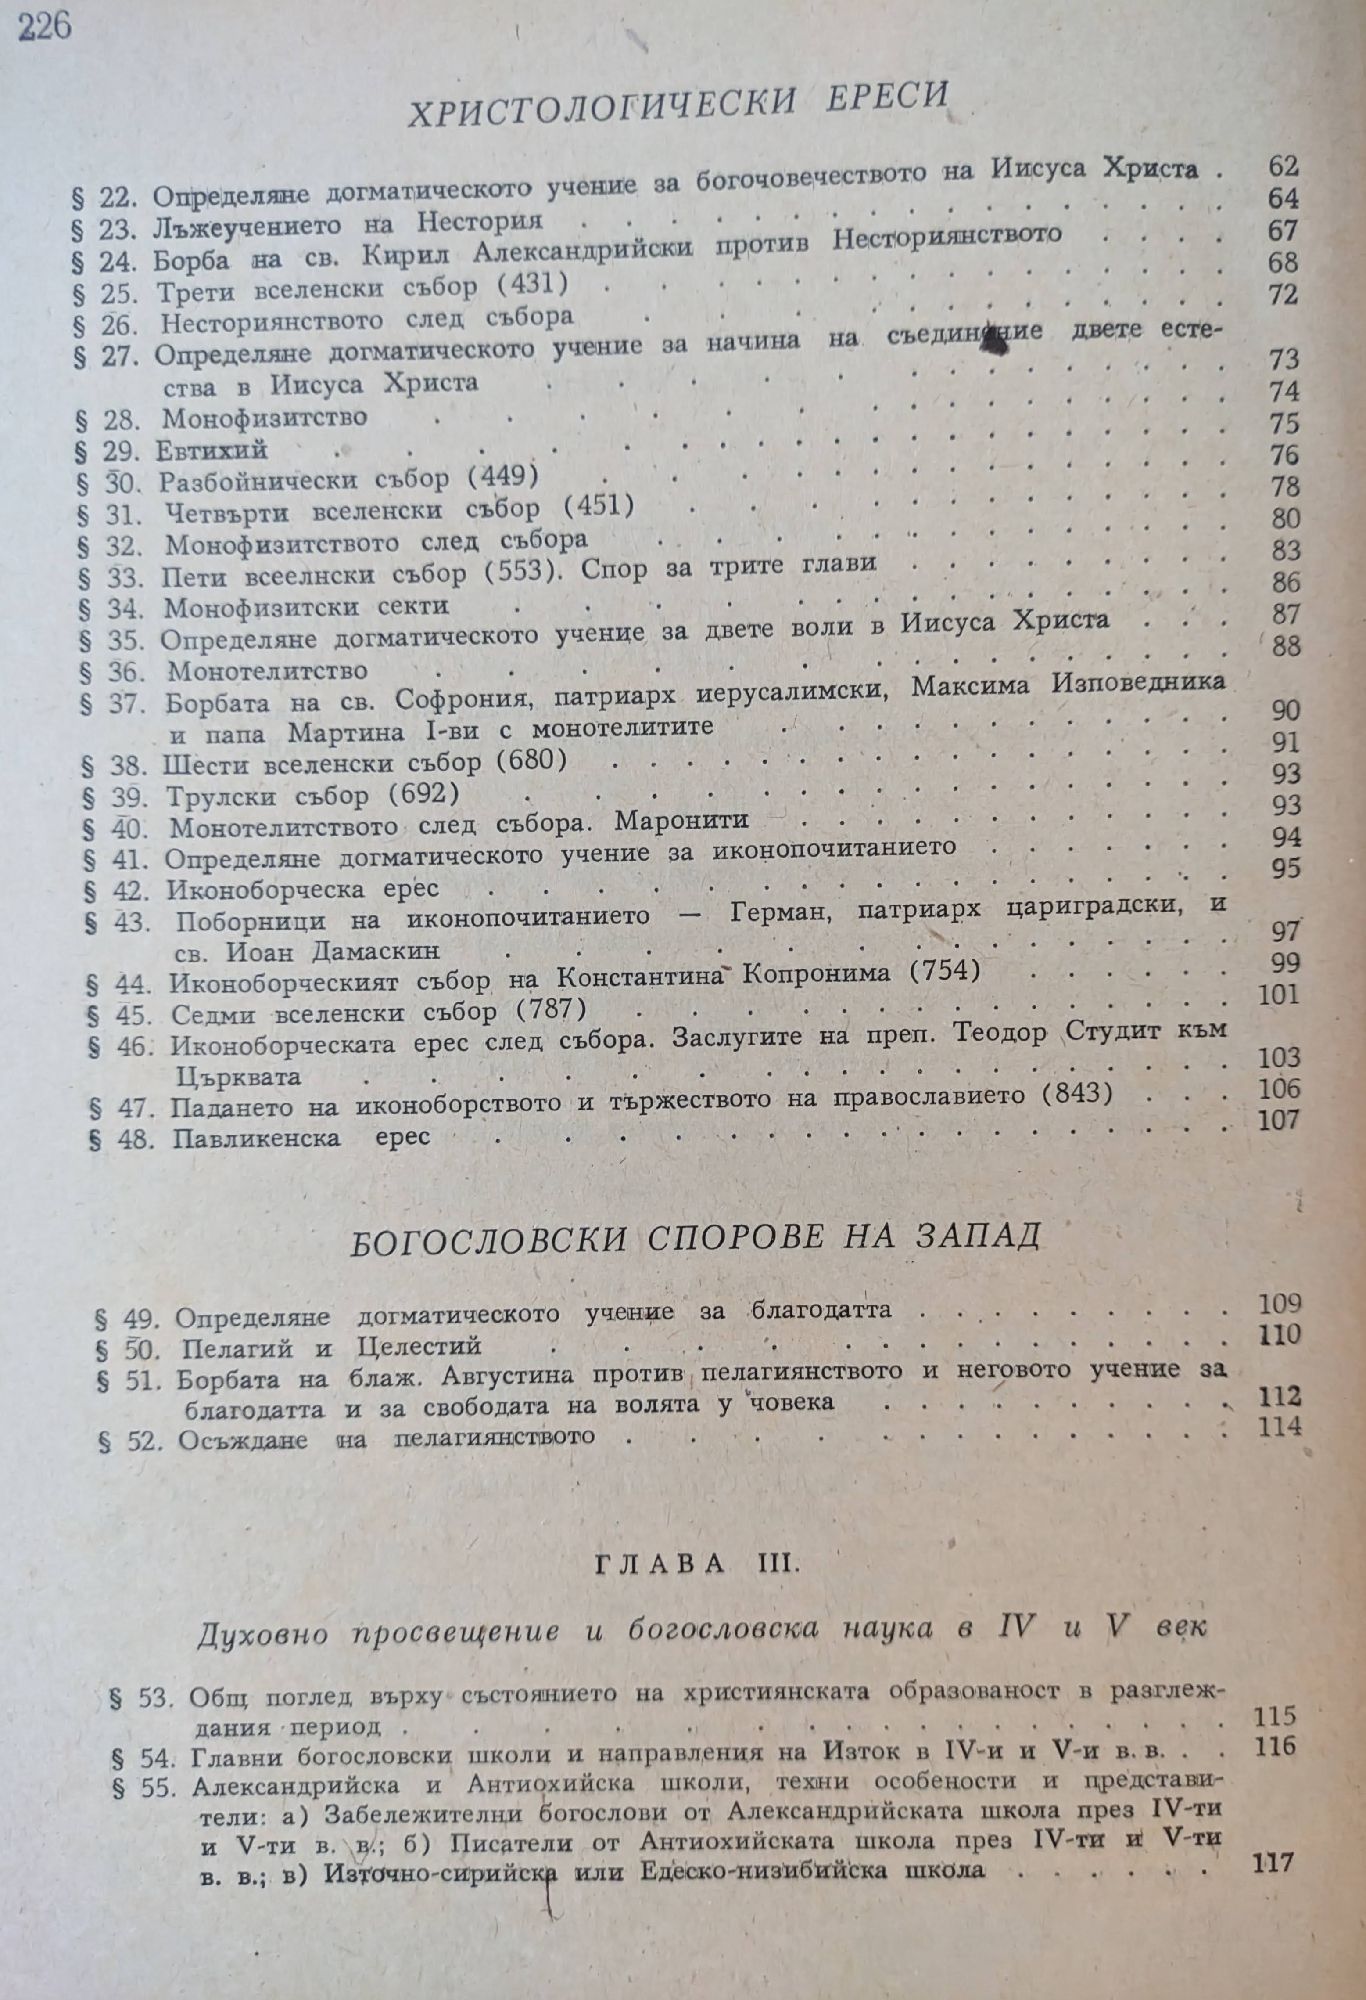 226
ХРИСТОЛОГИЧЕСКИ ЕРЕСИ
§ 22. Определяне догматическото учение за богочовечеството на Иисуса Христа . 62
§ 23. Лъжеучението на Нестория . . . . . . . . . . . . . . . 64
§ 24. Борба на св. Кирил Александрийски против Несториянството . . . . 67
§ 25. Трети вселенски събор (431) . . . . . . . . . . . . . . . 68
§ 26. Несториянството след събора . . . . . . . . . . . . . 72
§ 27. Определяне догматическото учение за начина на съединение двете есте-
ства в Иисуса Христа . . . . . . . . . . . . . . 73
§ 28. Монофизитство . . . . . . . . . . . . . . . . 74
§ 29. Евтихий . . . . . . . . . . . . . . . . . . 75
§ 30. Разбойнически събор (449) . . . . . . . . . . . . . . 76
§ 31. Четвърти вселенски събор (451) . . . . . . . . . . . . . 78
§ 32. Монофизитството след събора . . . . . . . . . . . . . 80
§ 33. Пети всеелнски събор (553). Спор за трите глави . . . . . . . . . 83
§ 34. Монофизитски секти . . . . . . . . . . . . . . . 86
§ 35. Определяне догматическото учение за двете воли в Иисуса Христа . . . 87
§ 36. Монотелитство . . . . . . . . . . . . . . . . 88
§ 37. Борбата на св. Софрония, патриарх иерусалимски, Максима Изповедника
и папа Мартина I-ви с монотелитите . . . . . . . . . . . . 90
§ 38. Шести вселенски събор (680) . . . . . . . . . . . . . . . 91
§ 39. Трулски събор (692) . . . . . . . . . . . . . . . 93
§ 40. Монотелитството след събора. Маронити . . . . . . . . . . . . 93
§ 41. Определяне догматическото учение за иконопочитанието . . . . . . . 94
§ 42. Иконоборческа ерес . . . . . . . . . . . . . . . 95
§ 43. Поборници на иконопочитанието — Герман, патриарх цариградски, и
св. Иоан Дамаскин . . . . . . . . . . . . . . 97
§ 44. Иконоборческият събор на Константина Копронима (754) . . . . . . 99
§ 45. Седми вселенски събор (787) . . . . . . . . . . . . . . 101
§ 46. Иконоборческата ерес след събора. Заслугите на преп. Теодор Студит към
Църквата . . . . . . . . . . . . . . . . . 103
§ 47. Падането на иконоборството и тържеството на православието (843) . . . 106
§ 48. Павликенска ерес . . . . . . . . . . . . . . . . . 107
БОГОСЛОВСКИ СПОРОВЕ НА ЗАПАД
§ 49. Определяне догматическото учение за благодатта . . . . . . . . . 109
§ 50. Пелагий и Целестий . . . . . . . . . . . . . . 110
§ 51. Борбата на блаж. Августина против пелагиянството и неговото учение за
благодатта и за свободата на волята у човека . . . . . . . . . . 112
§ 52. Осъждане на пелагиянството . . . . . . . . . . . . . . 114
ГЛАВА III.
Духовно просвещение и богословска наука в IV и V век
§ 53. Общ поглед върху състоянието на християнската образованост в разглеж-
дания период . . . . . . . . . . . . . . . . . 115
§ 54. Главни богословски школи и направления на Изток в IV-и и V-и в. в. . . 116
§ 55. Александрийска и Антиохийска школи, техни особености и представи-
тели: а) Забележителни богослови от Александрийската школа през IV-ти
и V-ти в. в.; б) Писатели от Антиохийската школа през IV-ти и V-ти
в. в.; в) Източно-сирийска или Едеско-низибийска школа . . . . . . 117